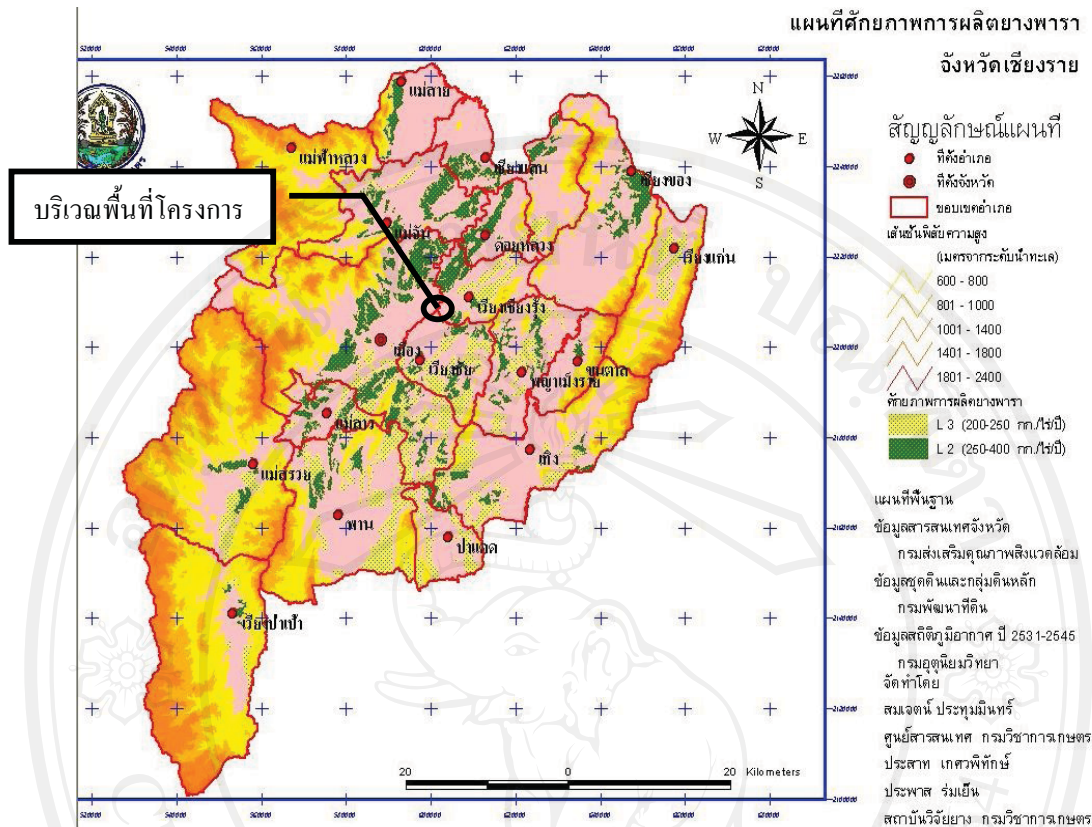 แผนที่ศักยภาพการผลิตยางพารา
จังหวัดเชียงราย
บริเวณพื้นที่โครงการ
แม่สาย
แม่ฟ้าหลวง
เชียงแสน
เชียงของ
แม่จัน
ดอยหลวง
เวียงแก่น
เวียงเชียงรุ้ง
เมือง
เวียงชัย
พญาเม็งราย
ขุนตาล
แม่ลาว
เทิง
แม่สรวย
พาน
ป่าแดด
เวียงป่าเป้า
N
W E
S
20 0 20 Kilometers
สัญญลักษณ์แผนที่
ที่ตั้งอำเภอ
ที่ตั้งจังหวัด
ขอบเขตอำเภอ
เส้นชั้นพิสัยความสูง
(เมตรจากระดับน้ำทะเล)
600 - 800
801 - 1000
1001 - 1400
1401 - 1800
1801 - 2400
ศักยภาพการผลิตยางพารา
L 3 (200-250 กก./ไร่/ปี)
L 2 (250-400 กก./ไร่/ปี)
แผนที่พื้นฐาน
ข้อมูลสารสนเทศจังหวัด
กรมส่งเสริมคุณภาพสิ่งแวดล้อม
ข้อมูลชุดดินและกลุ่มดินหลัก
กรมพัฒนาที่ดิน
ข้อมูลสถิติภูมิอากาศ ปี 2531-2545
กรมอุตุนิยมวิทยา
จัดทำโดย
สมเจตน์ ประทุมมินทร์
ศูนย์สารสนเทศ กรมวิชาการเกษตร
ประสาท เกศวพิทักษ์
ประพาส ร่มเย็น
สถาบันวิจัยยาง กรมวิชาการเกษตร